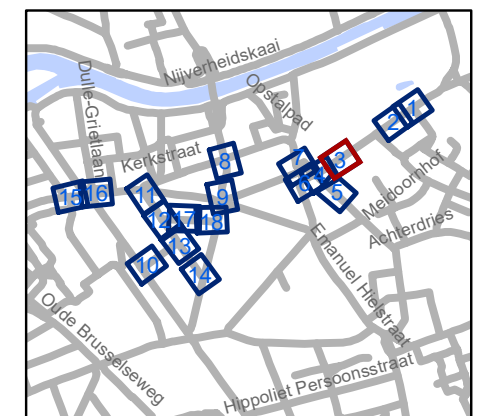 Nijverheidskaai
Dulle-Grietlaan
Opstalpad
Kerkstraat
1
2
3
4
5
6
7
8
9
10
11
12
13
14
15
16
17
18
Meidoornhof
Achterdries
Emanuel Hielstraat
Oude Brusselseweg
Hippoliet Persoonsstraat